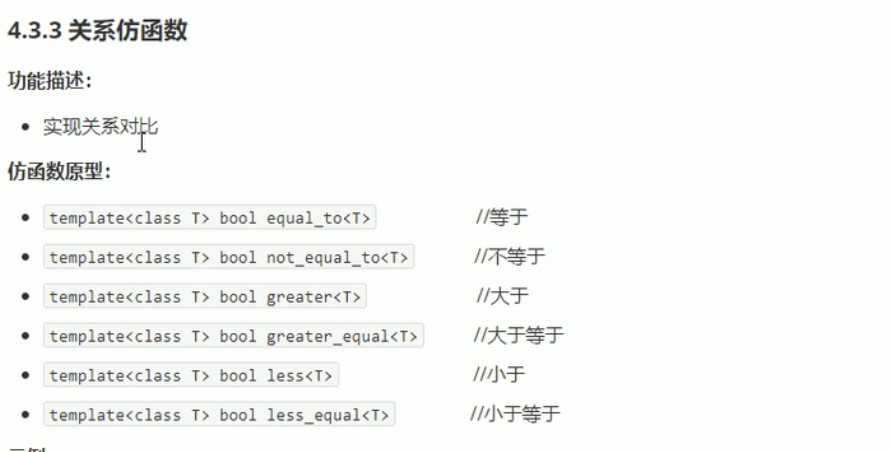 4.3.3 关系仿函数
功能描述：
实现关系对比
仿函数原型：
template<class T> bool equal_to<T> //等于
template<class T> bool not_equal_to<T> //不等于
template<class T> bool greater<T> //大于
template<class T> bool greater_equal<T> //大于等于
template<class T> bool less<T> //小于
template<class T> bool less_equal<T> //小于等于